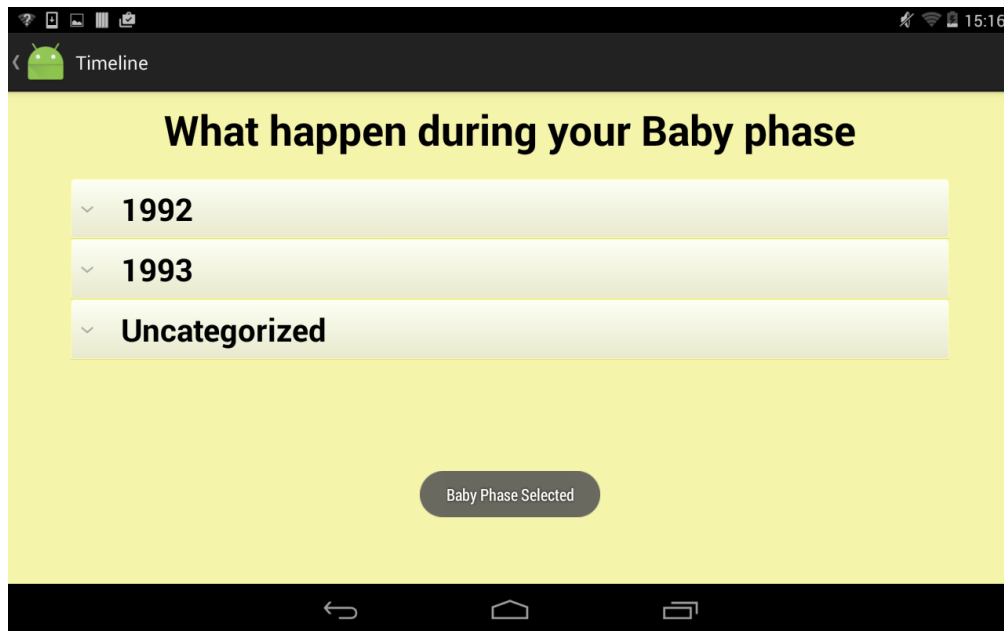 15:16
Timeline
What happen during your Baby phase
1992
1993
Uncategorized
Baby Phase Selected